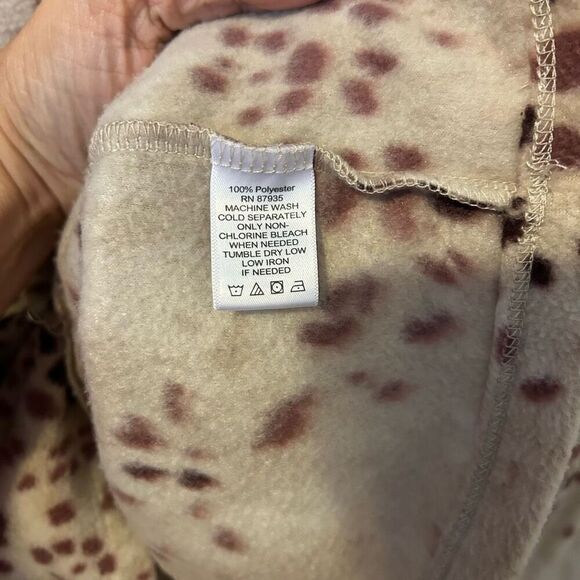 100% Polyester
RN 87935
MACHINE WASH
COLD SEPARATELY
ONLY NON-
CHLORINE BLEACH
WHEN NEEDED
TUMBLE DRY LOW
LOW IRON
IF NEEDED